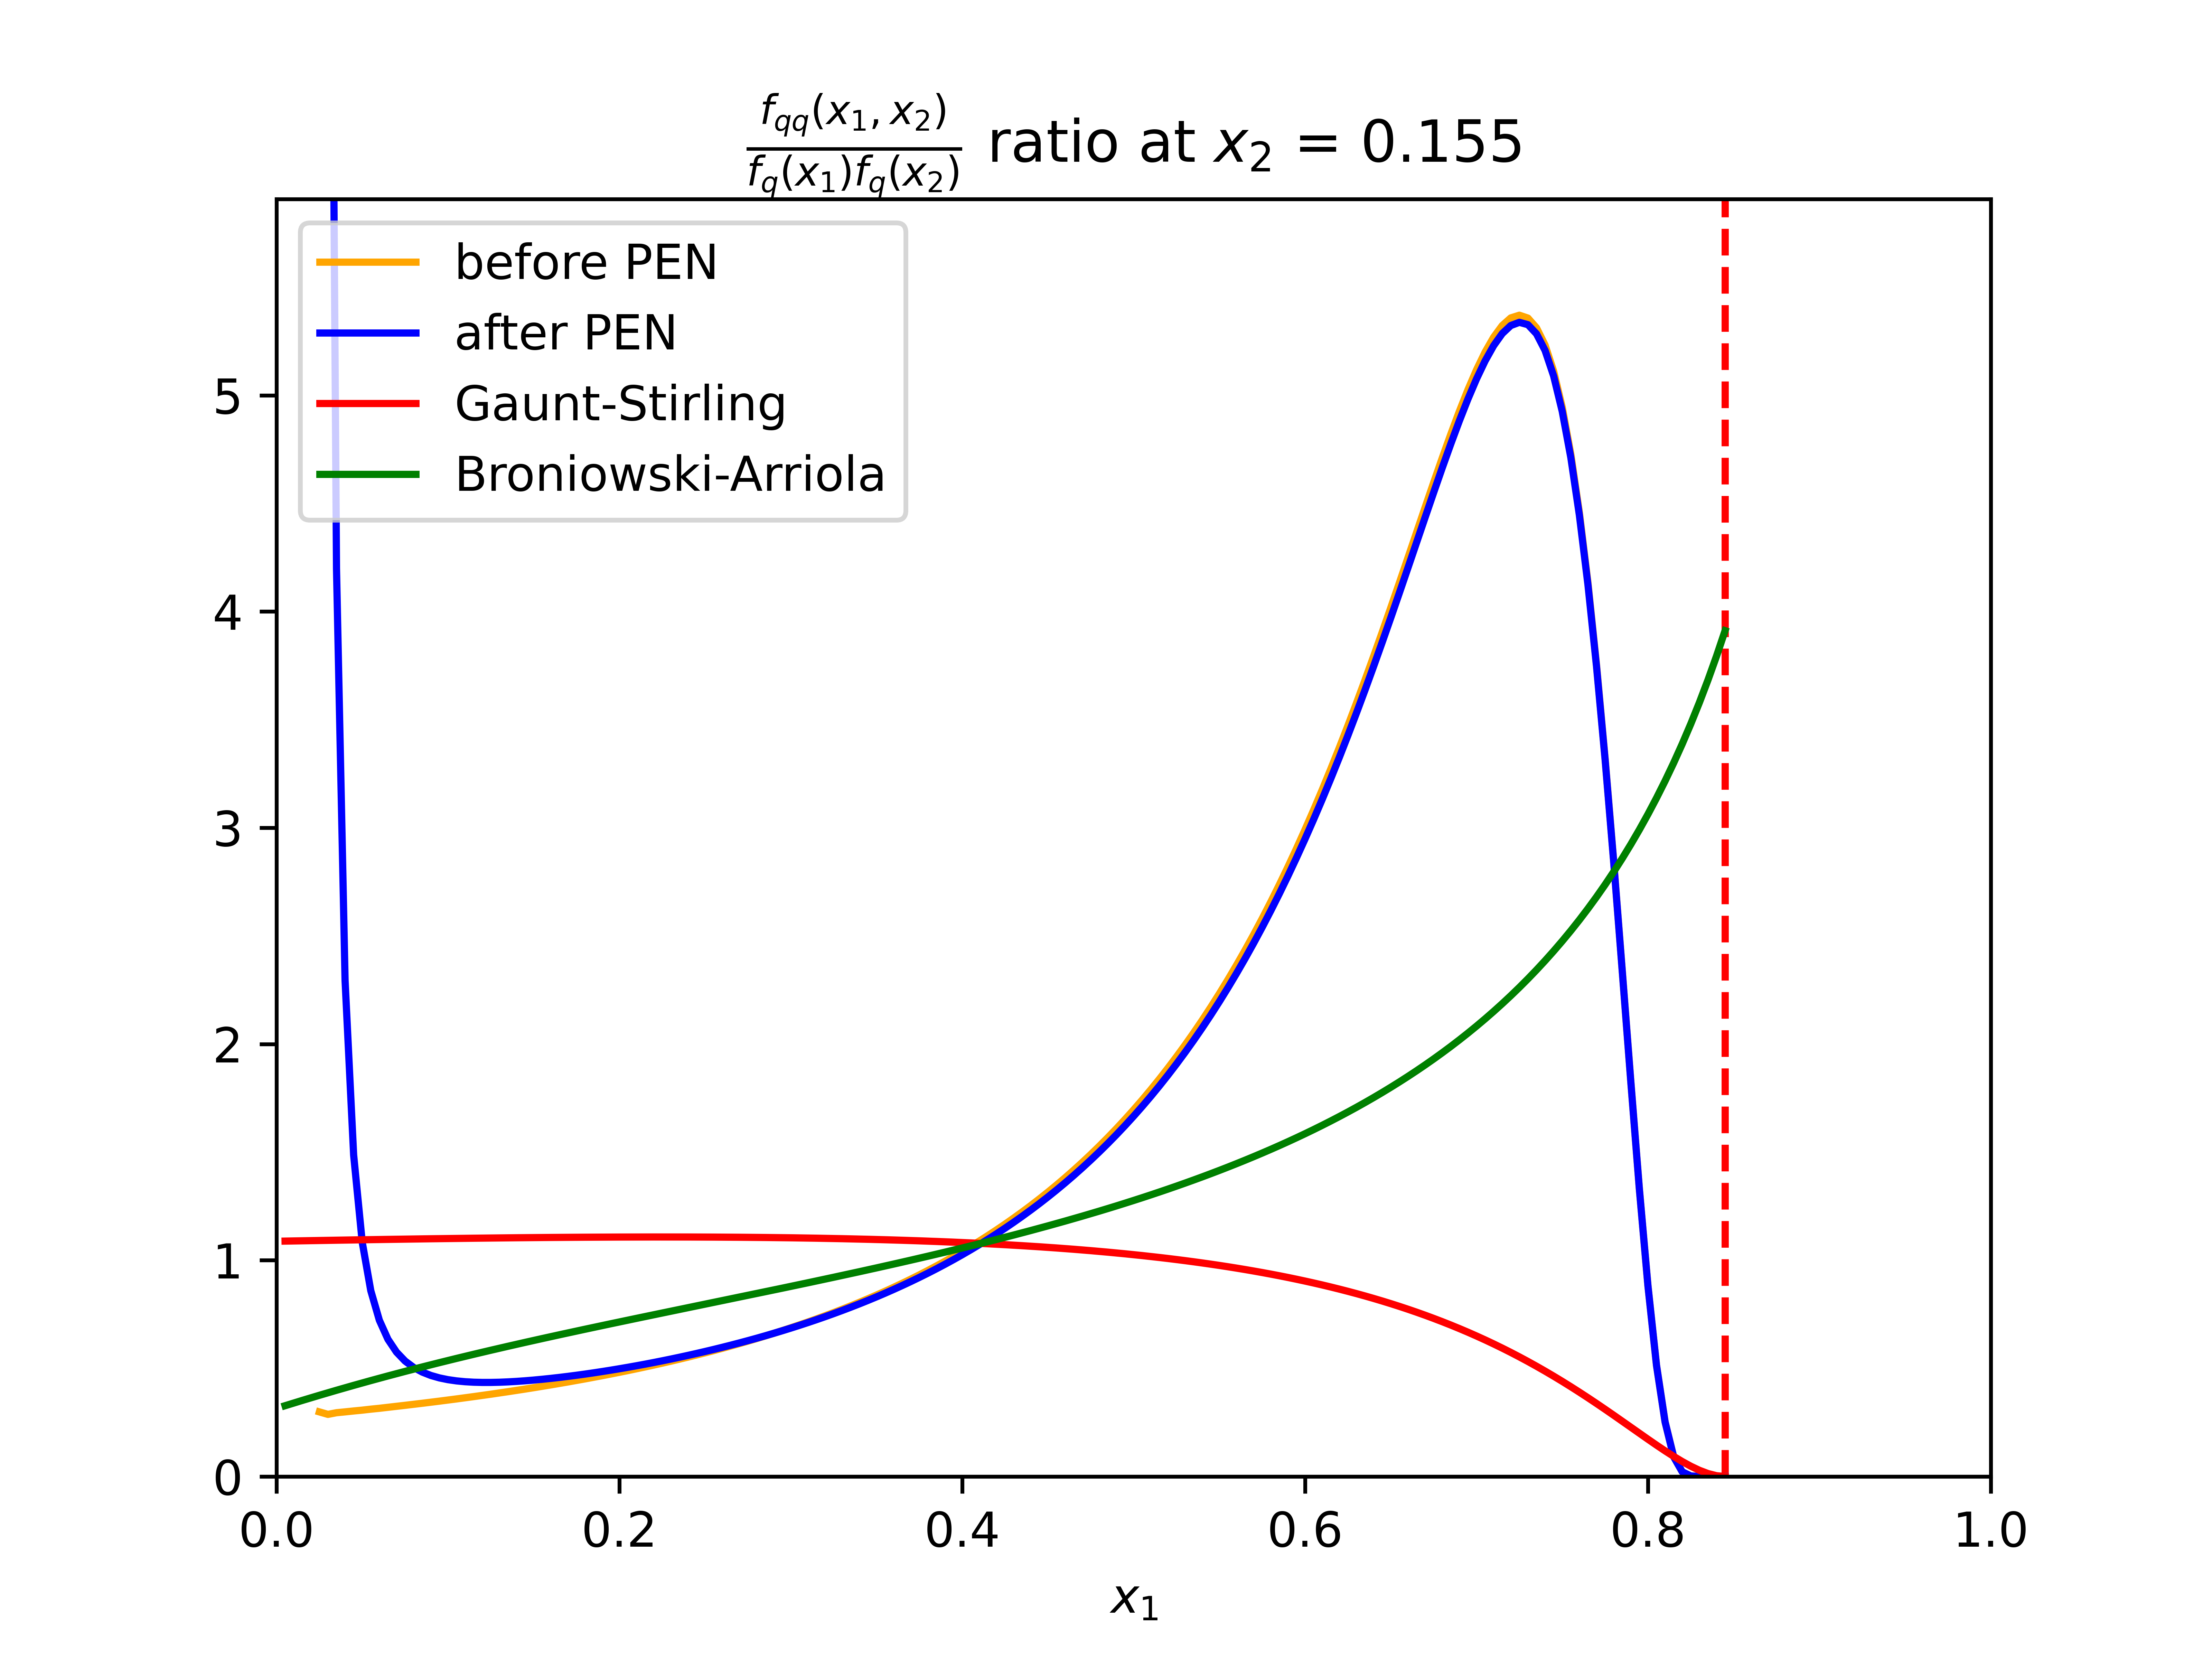 f_qq(x_1, x_2)
f_q(x_1)f_q(x_2) ratio at x_2 = 0.155
before PEN
after PEN
Gaunt-Stirling
Broniowski-Arriola
5
4
3
2
1
0
0.0 0.2 0.4 0.6 0.8 1.0
x_1